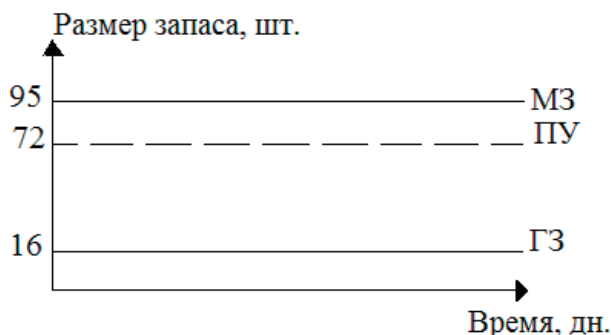 Размер запаса, шт.
95
МЗ
72
ПУ
16
ГЗ
Время, дн.